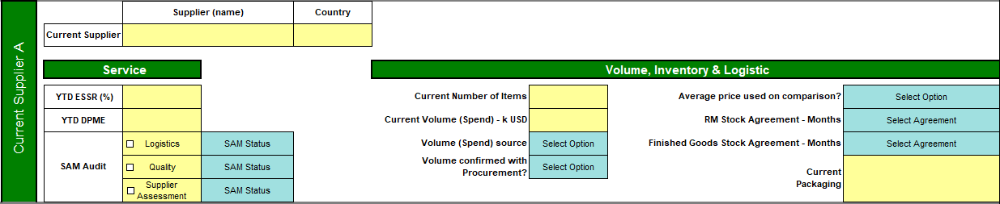 Current Supplier A
Supplier (name) Country
Current Supplier
Service
YTD ESSR (%)
YTD DPME
SAM Audit
Logistics SAM Status
Quality SAM Status
Supplier
Assessment
SAM Status
Volume, Inventory & Logistic
Current Number of Items
Current Volume (Spend) - k USD
Volume (Spend) source Select Option
Volume confirmed with
Procurement?
Select Option
Average price used on comparison? Select Option
RM Stock Agreement - Months Select Agreement
Finished Goods Stock Agreement - Months Select Agreement
Current
Packaging